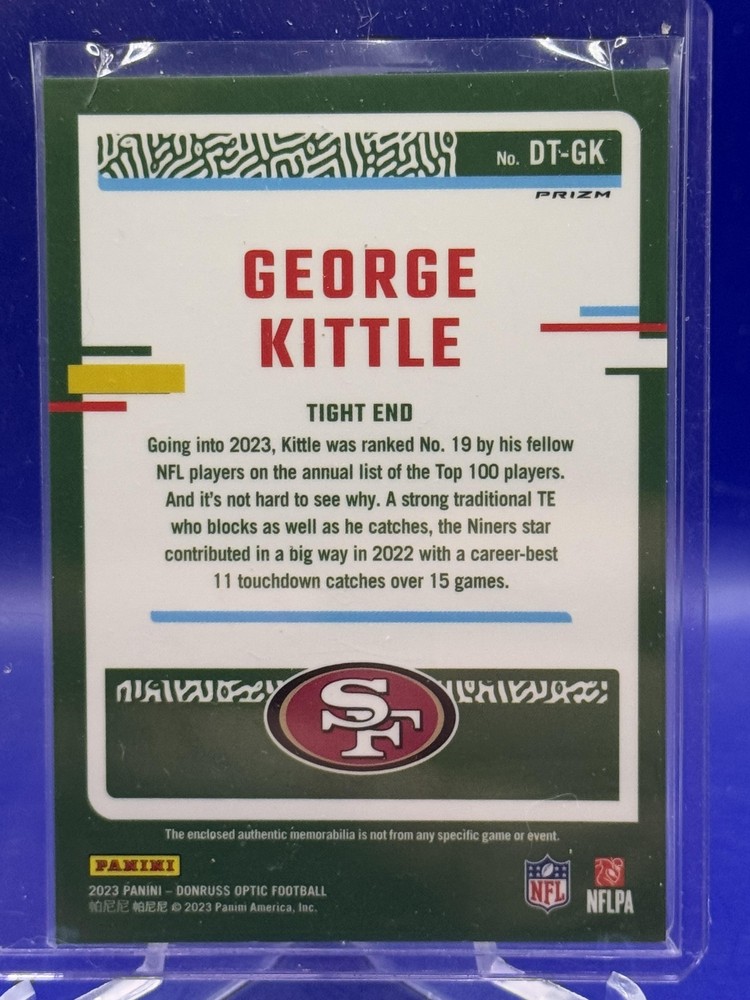 No. DT-GK
PRIZM
GEORGE
KITTLE
TIGHT END
Going into 2023, Kittle was ranked No. 19 by his fellow
NFL players on the annual list of the Top 100 players.
And it's not hard to see why. A strong traditional TE
who blocks as well as he catches, the Niners star
contributed in a big way in 2022 with a career-best
11 touchdown catches over 15 games.
SF
The enclosed authentic memorabilia is not from any specific game or event.
PANINI
2023 PANINI – DONRUSS OPTIC FOOTBALL
帕尼尼 帕尼尼 © 2023 Panini America, Inc.
NFL
NFLPA